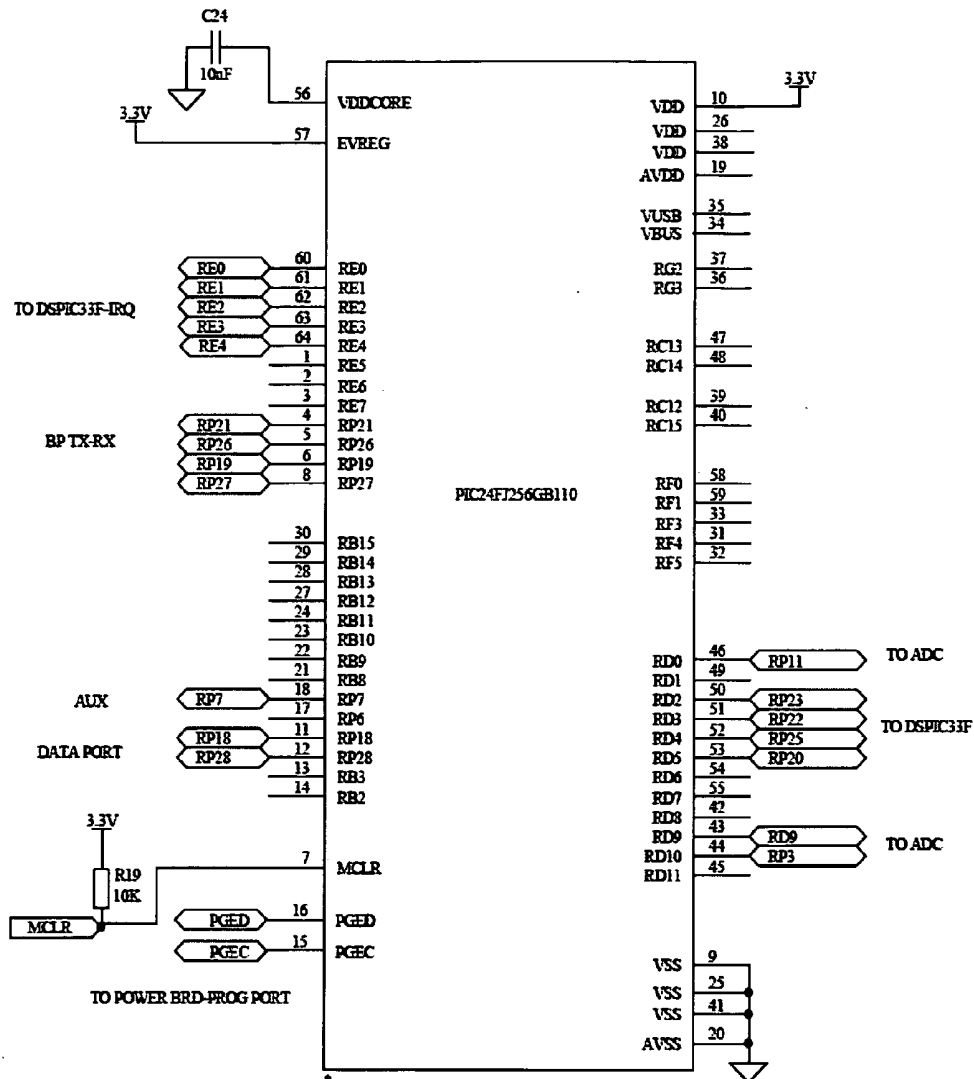 C24
10nF
3.3V
56 VDDCORE
57 EVREG
TO DSPIC33F-IRQ
RE0 60 RE0
RE1 61 RE1
RE2 62 RE2
RE3 63 RE3
RE4 64 RE4
1 RE5
2 RE6
3 RE7
BP TX-RX
RP21 4 RP21
RP26 5 RP26
RP19 6 RP19
RP27 8 RP27
30 RB15
29 RB14
28 RB13
27 RB12
24 RB11
23 RB10
22 RB9
21 RB8
AUX
RP7 18 RP7
17 RP6
DATA PORT
RP18 11 RP18
RP28 12 RP28
13 RB3
14 RB2
3.3V
R19
10K
MCLR
7 MCLR
PGED 16 PGED
PGEC 15 PGEC
TO POWER BRD-PROG PORT
PIC24FJ256GB110
3.3V
VDD 10
VDD 26
VDD 38
AVDD 19
VUSB 35
VBUS 34
RG2 37
RG3 36
RC13 47
RC14 48
RC12 39
RC15 40
RF0 58
RF1 59
RF3 33
RF4 31
RF5 32
RD0 46 RP11
TO ADC
RD1 49
RD2 50 RP23
RD3 51 RP22
RD4 52 RP25
RD5 53 RP20
TO DSPIC33F
RD6 54
RD7 55
RD8 42
RD9 43 RD9
RD10 44 RP3
TO ADC
RD11 45
VSS 9
VSS 25
VSS 41
AVSS 20